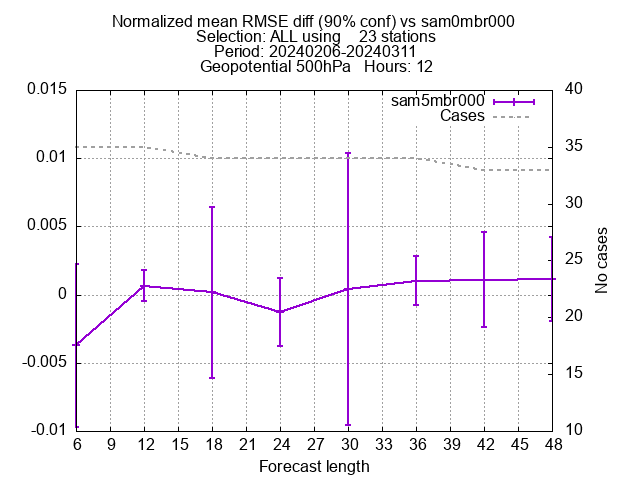 Normalized mean RMSE diff (90% conf) vs sam0mbr000
Selection: ALL using    23 stations
Period: 20240206-20240311
Geopotential 500hPa   Hours: 12
sam5mbr000
Cases
0.015
0.01
0.005
0
-0.005
-0.01
40
35
30
25
20
15
10
No cases
6 9 12 15 18 21 24 27 30 33 36 39 42 45 48
Forecast length